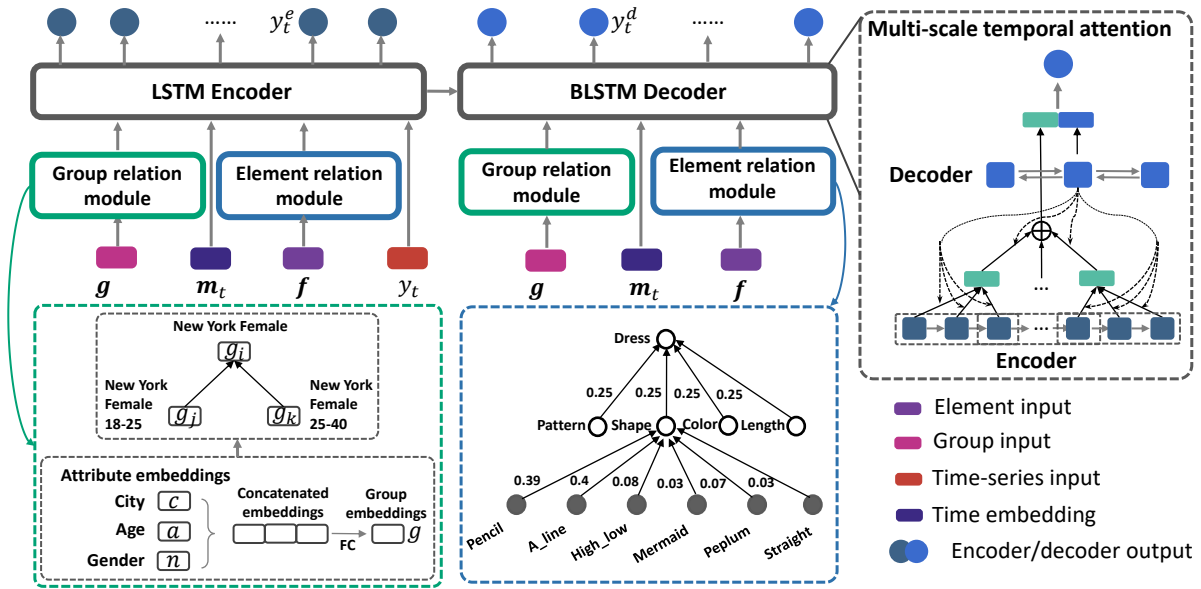 …… y_t^e
y_t^d ……
LSTM Encoder
BLSTM Decoder
Group relation
module
Element relation
module
Group relation
module
Element relation
module
g m_t f y_t
g m_t f
New York Female
g_i
New York
Female
18-25
g_j
g_k
New York
Female
25-40
Attribute embeddings
City c
Age a
Gender n
Concatenated
embeddings
FC
Group
embeddings
g
Dress
0.25 0.25 0.25 0.25
Pattern Shape Color Length
0.39 0.4 0.08 0.03 0.07 0.03
Pencil A_line High_low Mermaid Peplum Straight
Multi-scale temporal attention
Decoder
...
...
Encoder
Element input
Group input
Time-series input
Time embedding
Encoder/decoder output